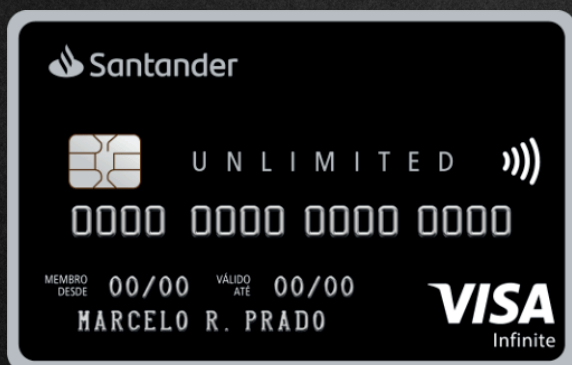 Santander
UNLIMITED
0000 0000 0000 0000
MEMBRO DESDE 00/00 VÁLIDO ATÉ 00/00
MARCELO R. PRADO
VISA
Infinite